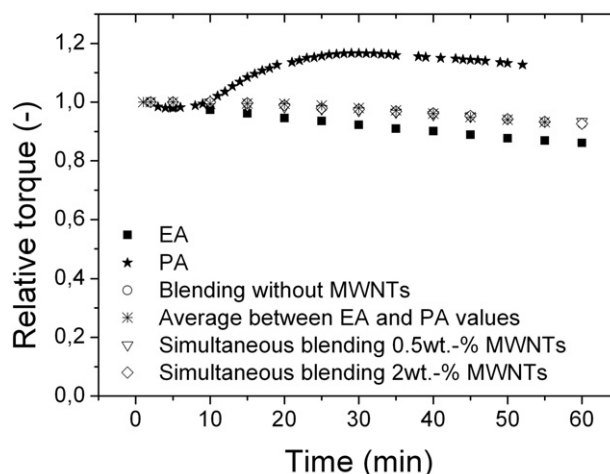 1,2
1,0
0,8
0,6
0,4
0,2
0,0
Relative torque (-)
EA
PA
Blending without MWNTs
Average between EA and PA values
Simultaneous blending 0.5wt.-% MWNTs
Simultaneous blending 2wt.-% MWNTs
0 10 20 30 40 50 60
Time (min)